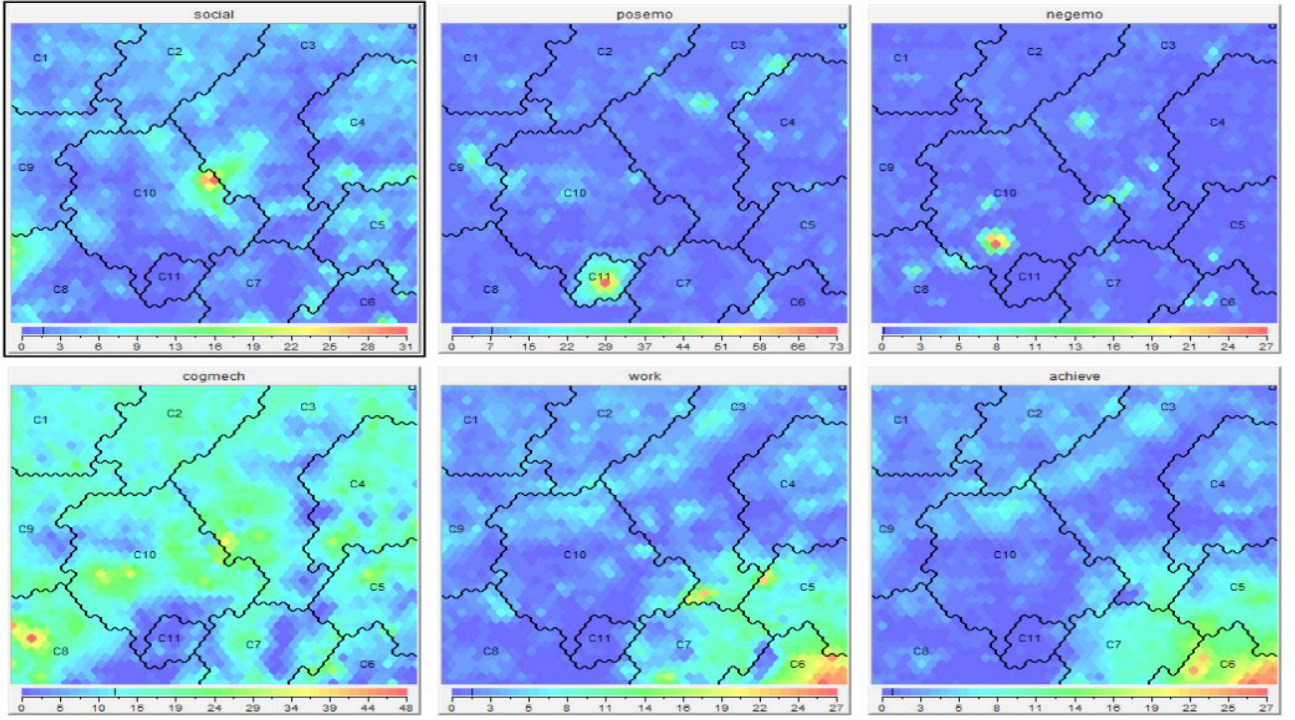 social
C1
C2
C3
C4
C9
C10
C5
C11
C7
C8
C6
0 3 6 9 13 16 19 22 25 28 31
posemo
C1
C2
C3
C4
C9
C10
C5
C11
C7
C8
C6
0 7 15 22 29 37 44 51 58 66 73
negemo
C1
C2
C3
C4
C9
C10
C5
C11
C7
C8
C6
0 3 5 8 11 13 16 19 21 24 27
cogmech
C1
C2
C3
C4
C9
C10
C5
C11
C7
C8
C6
0 5 10 15 19 24 29 34 39 44 48
work
C1
C2
C3
C4
C9
C10
C5
C11
C7
C8
C6
0 3 5 8 11 14 16 19 22 24 27
achieve
C1
C2
C3
C4
C9
C10
C5
C11
C7
C8
C6
0 3 5 8 11 13 16 19 21 24 27